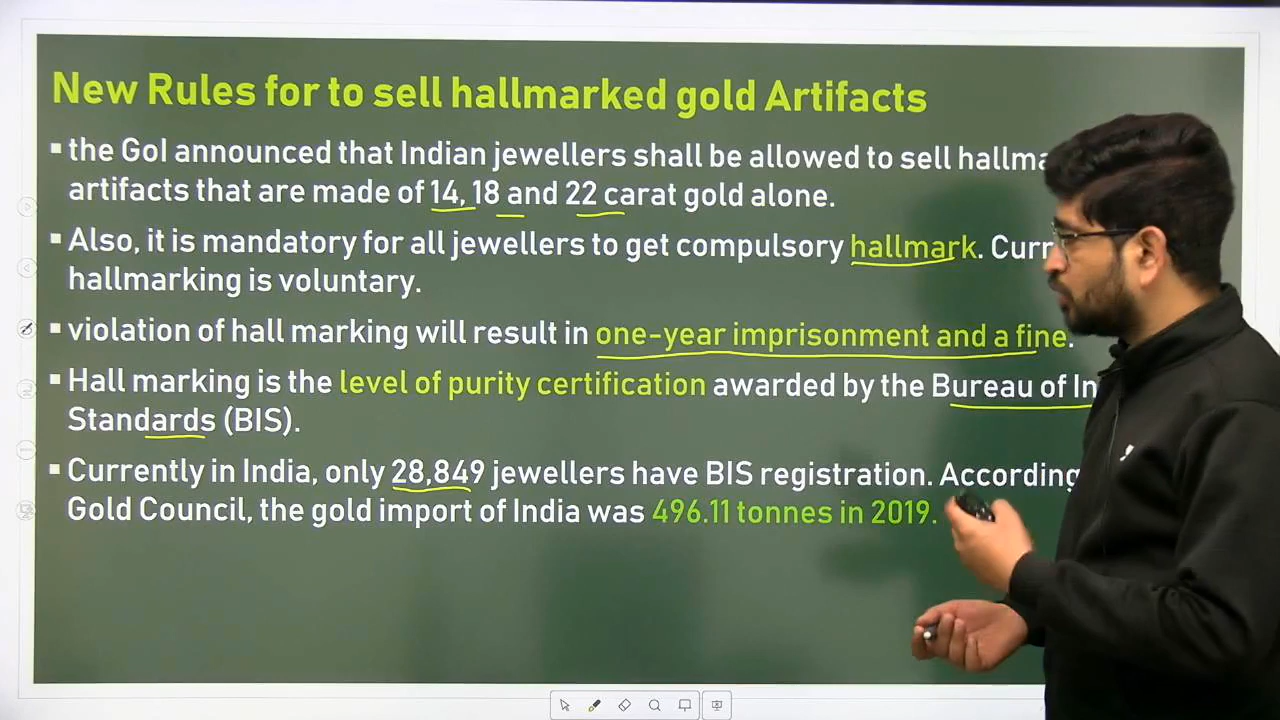 New Rules for to sell hallmarked gold Artifacts
▪ the GoI announced that Indian jewellers shall be allowed to sell
artifacts that are made of 14, 18 and 22 carat gold alone.
▪ Also, it is mandatory for all jewellers to get compulsory hallmark.
hallmarking is voluntary.
▪ violation of hall marking will result in one-year imprisonment and a fine.
▪ Hall marking is the level of purity certification awarded by the Bureau of
Standards (BIS).
▪ Currently in India, only 28,849 jewellers have BIS registration. According
Gold Council, the gold import of India was 496.11 tonnes in 2019.